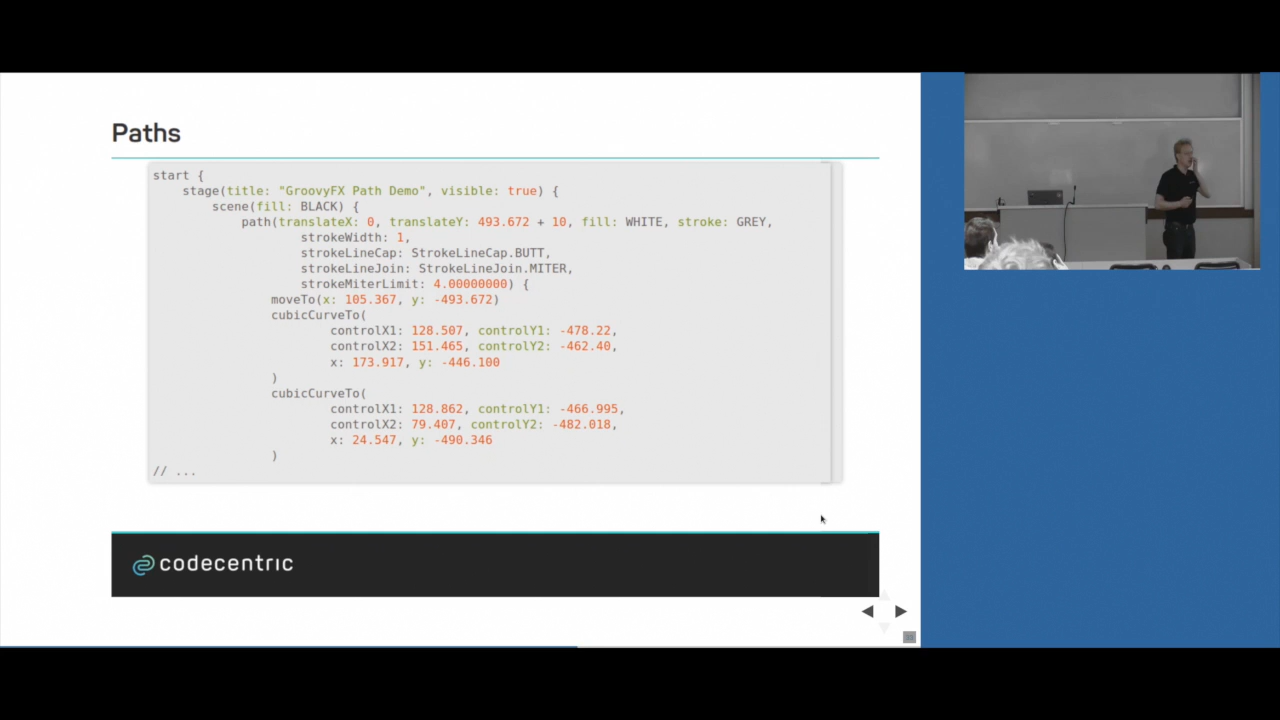 Paths
start {
stage(title: "GroovyFX Path Demo", visible: true) {
scene(fill: BLACK) {
path(translateX: 0, translateY: 493.672 + 10, fill: WHITE, stroke: GREY,
strokeWidth: 1,
strokeLineCap: StrokeLineCap.BUTT,
strokeLineJoin: StrokeLineJoin.MITER,
strokeMiterLimit: 4.00000000) {
moveTo(x: 105.367, y: -493.672)
cubicCurveTo(
controlX1: 128.507, controlY1: -478.22,
controlX2: 151.465, controlY2: -462.40,
x: 173.917, y: -446.100
)
cubicCurveTo(
controlX1: 128.862, controlY1: -466.995,
controlX2: 79.407, controlY2: -482.018,
x: 24.547, y: -490.346
)
// ...
codecentric